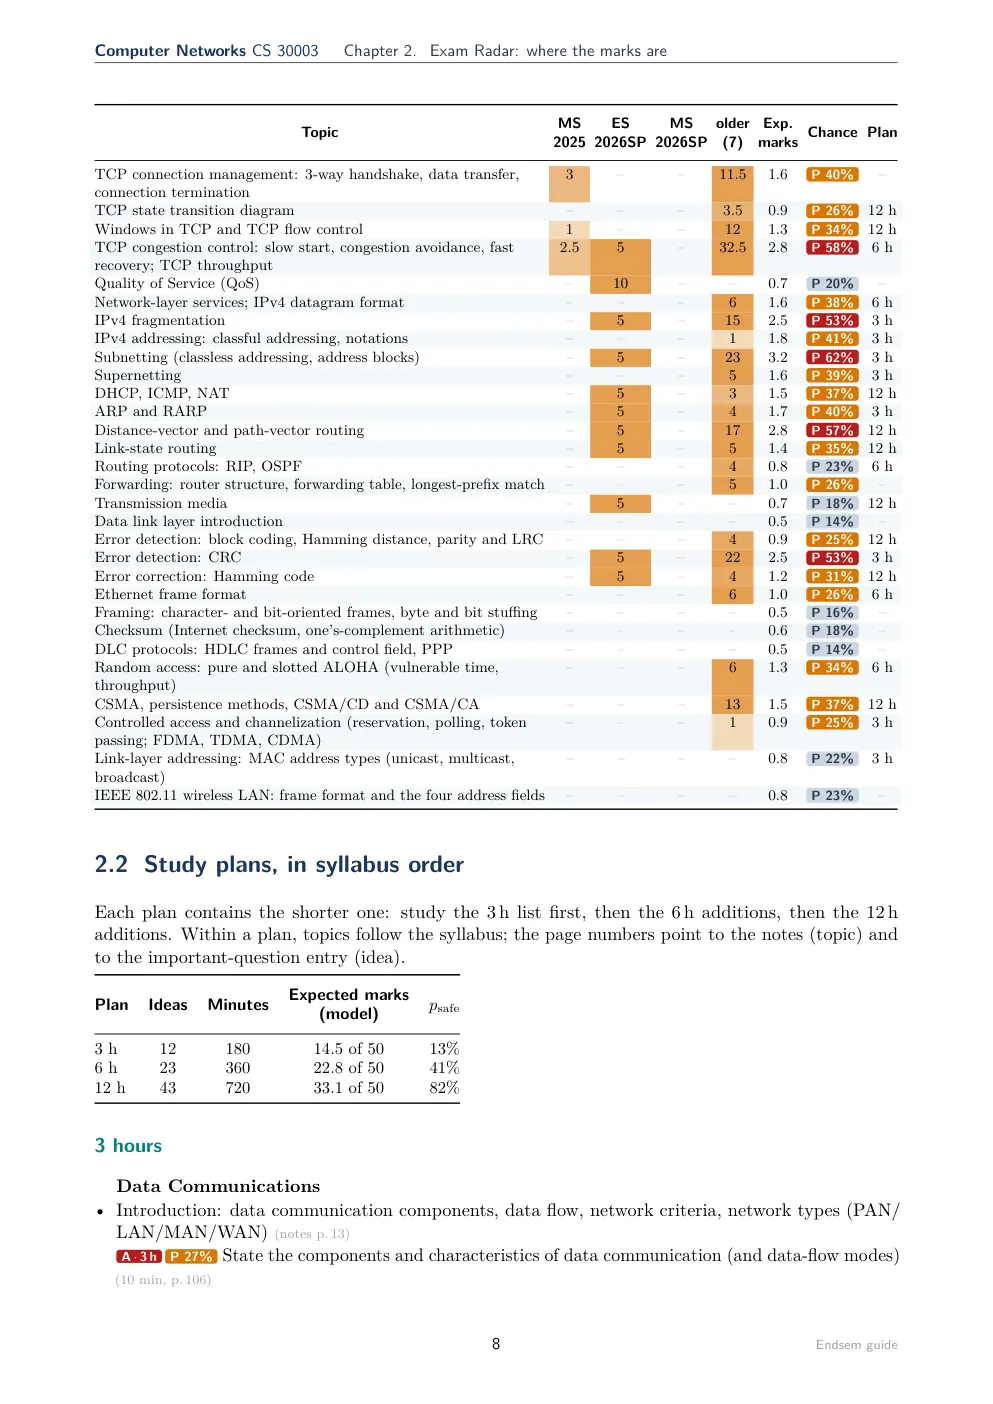 Computer Networks CS 30003 Chapter 2. Exam Radar: where the marks are
Topic MS 2025 ES 2026SP MS 2026SP older (7) Exp. marks Chance Plan
TCP connection management: 3-way handshake, data transfer, 3 – – 11.5 1.6 P 40% –
connection termination
TCP state transition diagram – – – 3.5 0.9 P 26% 12 h
Windows in TCP and TCP flow control 1 – – 12 1.3 P 34% 12 h
TCP congestion control: slow start, congestion avoidance, fast 2.5 5 – 32.5 2.8 P 58% 6 h
recovery; TCP throughput
Quality of Service (QoS) – 10 – – 0.7 P 20% –
Network-layer services; IPv4 datagram format – – – 6 1.6 P 38% 6 h
IPv4 fragmentation – 5 – 15 2.5 P 53% 3 h
IPv4 addressing: classful addressing, notations – – – 1 1.8 P 41% 3 h
Subnetting (classless addressing, address blocks) – 5 – 23 3.2 P 62% 3 h
Supernetting – – – 5 1.6 P 39% 3 h
DHCP, ICMP, NAT – 5 – 3 1.5 P 37% 12 h
ARP and RARP – 5 – 4 1.7 P 40% 3 h
Distance-vector and path-vector routing – 5 – 17 2.8 P 57% 12 h
Link-state routing – 5 – 5 1.4 P 35% 12 h
Routing protocols: RIP, OSPF – – – 4 0.8 P 23% 6 h
Forwarding: router structure, forwarding table, longest-prefix match – – – 5 1.0 P 26% –
Transmission media – 5 – – 0.7 P 18% 12 h
Data link layer introduction – – – – 0.5 P 14% –
Error detection: block coding, Hamming distance, parity and LRC – – – 4 0.9 P 25% 12 h
Error detection: CRC – 5 – 22 2.5 P 53% 3 h
Error correction: Hamming code – 5 – 4 1.2 P 31% 12 h
Ethernet frame format – – – 6 1.0 P 26% 6 h
Framing: character- and bit-oriented frames, byte and bit stuffing – – – – 0.5 P 16% –
Checksum (Internet checksum, one's-complement arithmetic) – – – – 0.6 P 18% –
DLC protocols: HDLC frames and control field, PPP – – – – 0.5 P 14% –
Random access: pure and slotted ALOHA (vulnerable time, – – – 6 1.3 P 34% 6 h
throughput)
CSMA, persistence methods, CSMA/CD and CSMA/CA – – – 13 1.5 P 37% 12 h
Controlled access and channelization (reservation, polling, token – – – 1 0.9 P 25% 3 h
passing; FDMA, TDMA, CDMA)
Link-layer addressing: MAC address types (unicast, multicast, – – – – 0.8 P 22% 3 h
broadcast)
IEEE 802.11 wireless LAN: frame format and the four address fields – – – – 0.8 P 23% –
2.2 Study plans, in syllabus order
Each plan contains the shorter one: study the 3 h list first, then the 6 h additions, then the 12 h
additions. Within a plan, topics follow the syllabus; the page numbers point to the notes (topic) and
to the important-question entry (idea).
Plan Ideas Minutes Expected marks (model) psafe
3 h 12 180 14.5 of 50 13%
6 h 23 360 22.8 of 50 41%
12 h 43 720 33.1 of 50 82%
3 hours
Data Communications
• Introduction: data communication components, data flow, network criteria, network types (PAN/
LAN/MAN/WAN) (notes p. 13)
A · 3 h P 27% State the components and characteristics of data communication (and data-flow modes)
(10 min, p. 106)
8 Endsem guide